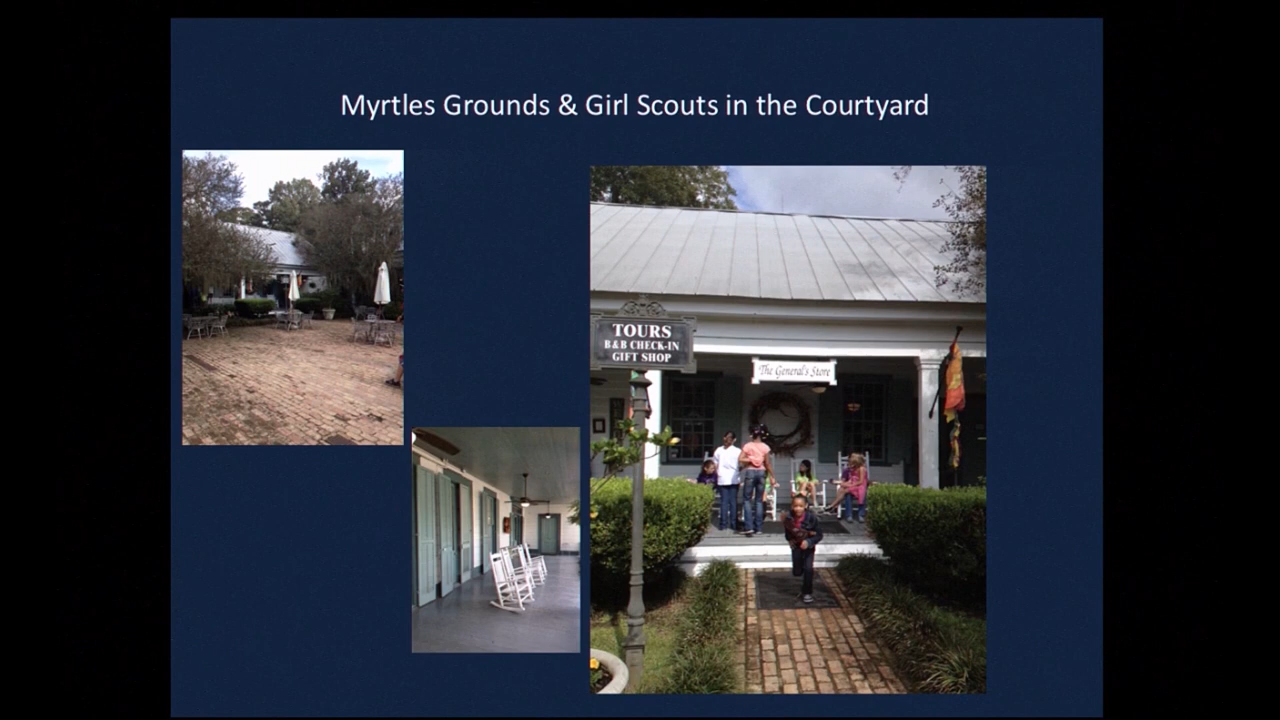 Myrtles Grounds & Girl Scouts in the Courtyard
TOURS
B&B CHECK-IN
GIFT SHOP
The General's Store